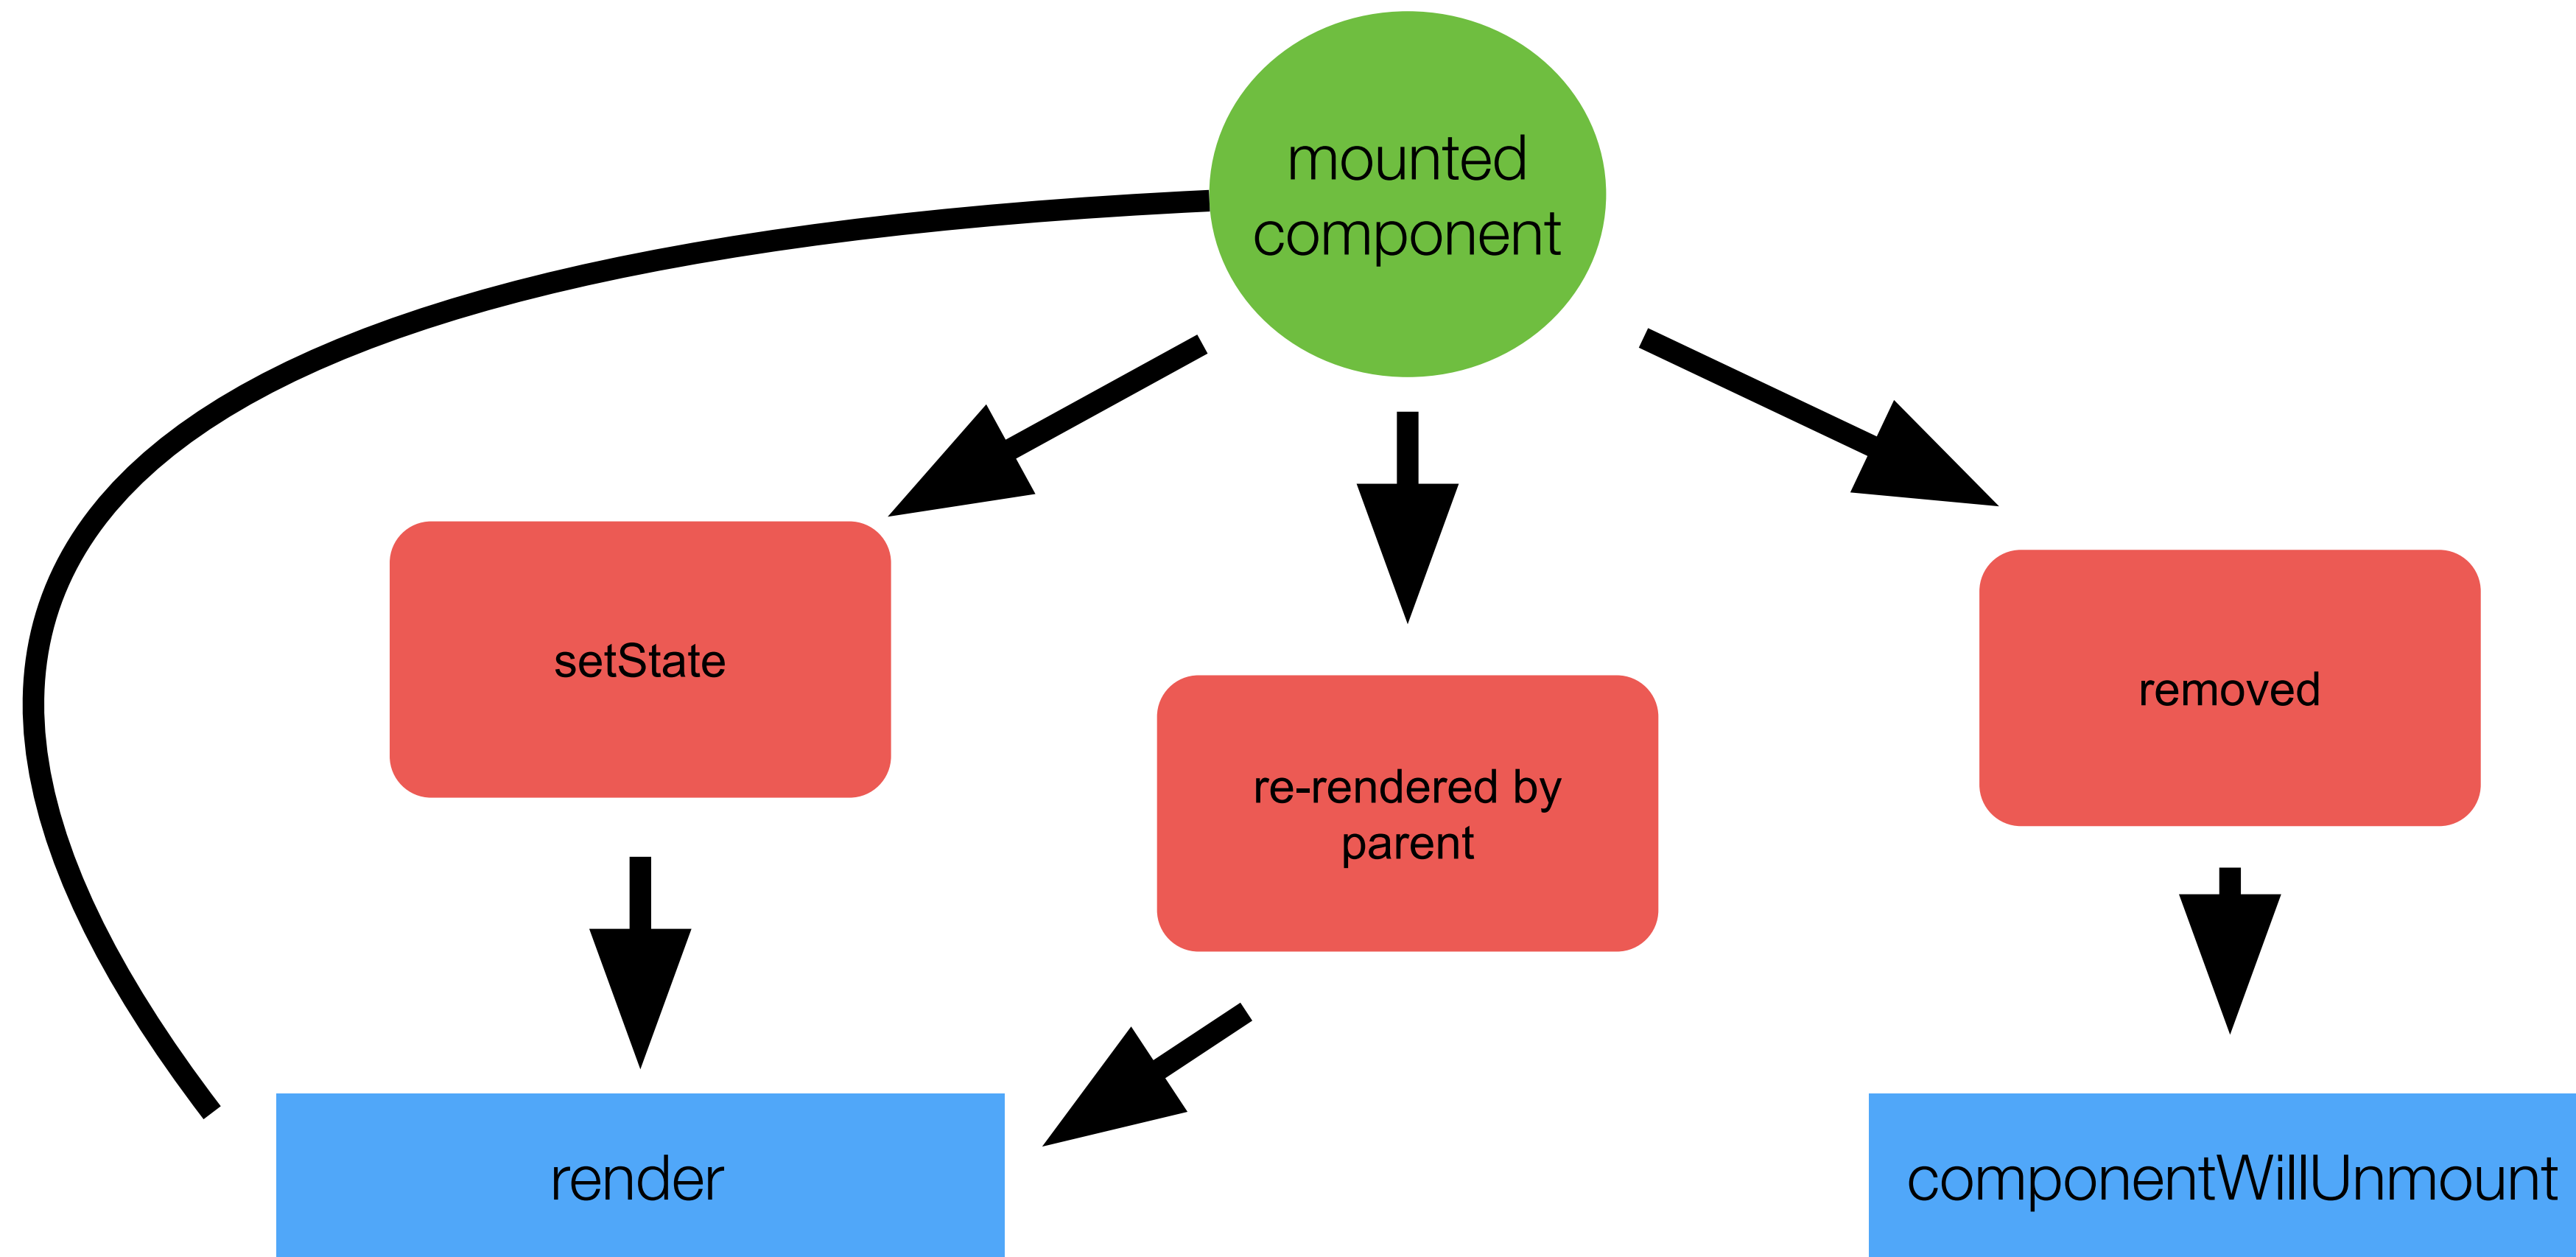 mounted
component
setState
re-rendered by
parent
removed
render
componentWillUnmount